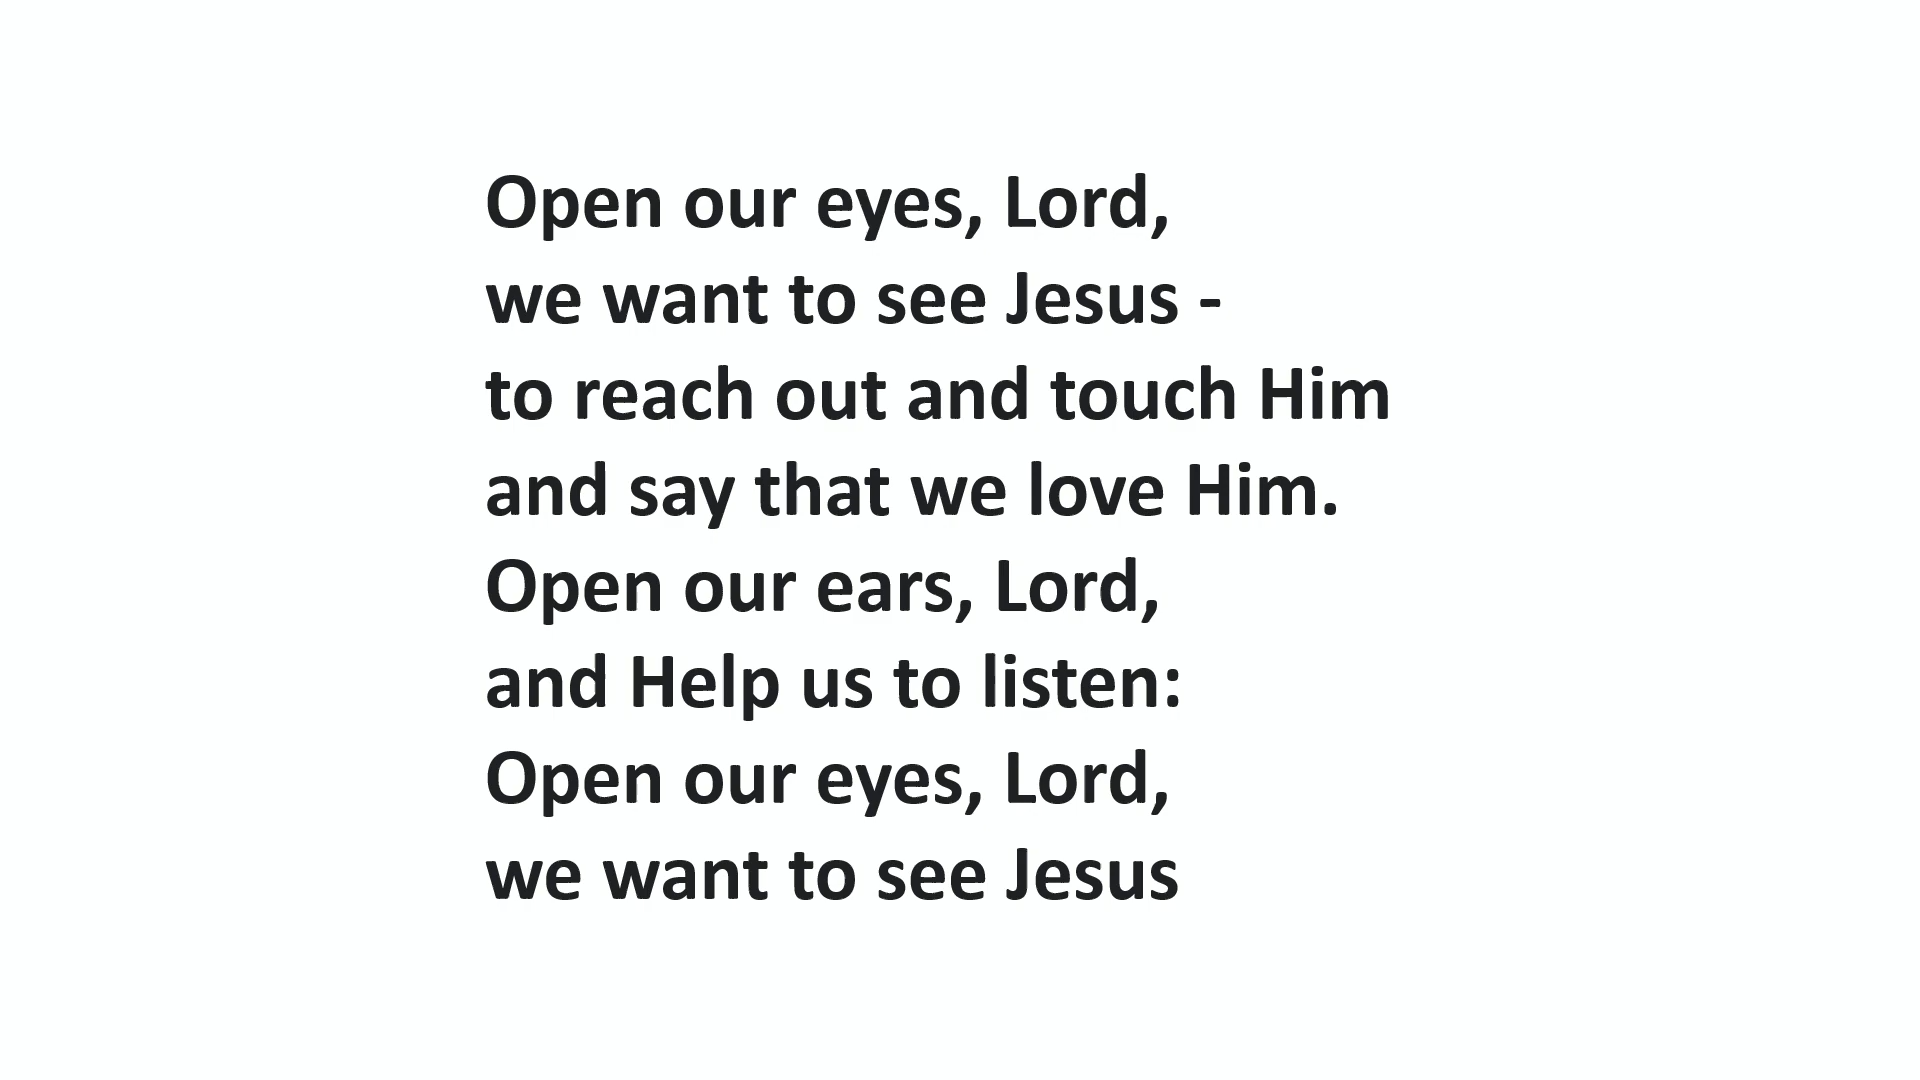 Open our eyes, Lord,
we want to see Jesus -
to reach out and touch Him
and say that we love Him.
Open our ears, Lord,
and Help us to listen:
Open our eyes, Lord,
we want to see Jesus